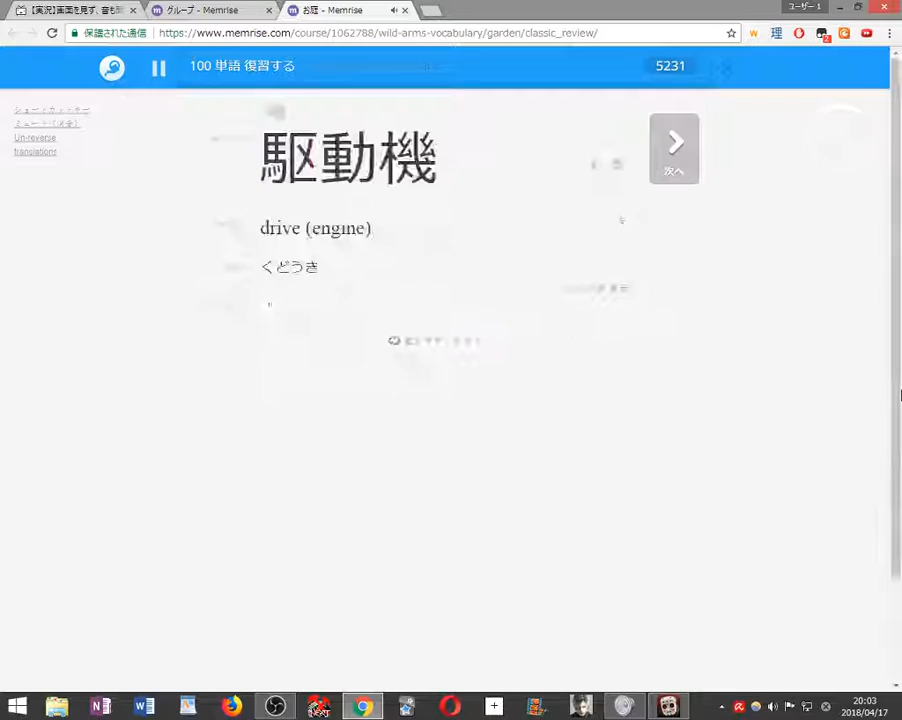 【実況】画面を見ず、音も
グループ - Memrise
お庭 - Memrise
ユーザー 1
保護された通信
https://www.memrise.com/course/1062788/wild-arms-vocabulary/garden/classic_review/
100 単語 復習する
5231
Un-reverse
translations
駆動機
次へ
drive (engine)
くどうき
20:03
2018/04/17